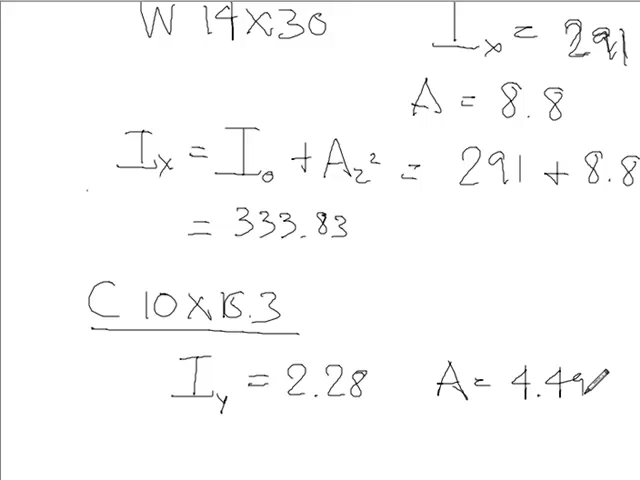 W 14X30 Ix = 291
A = 8.8
Ix = Io + Az² = 291 + 8.8
= 333.83
C 10X15.3
Iy = 2.28 A = 4.49